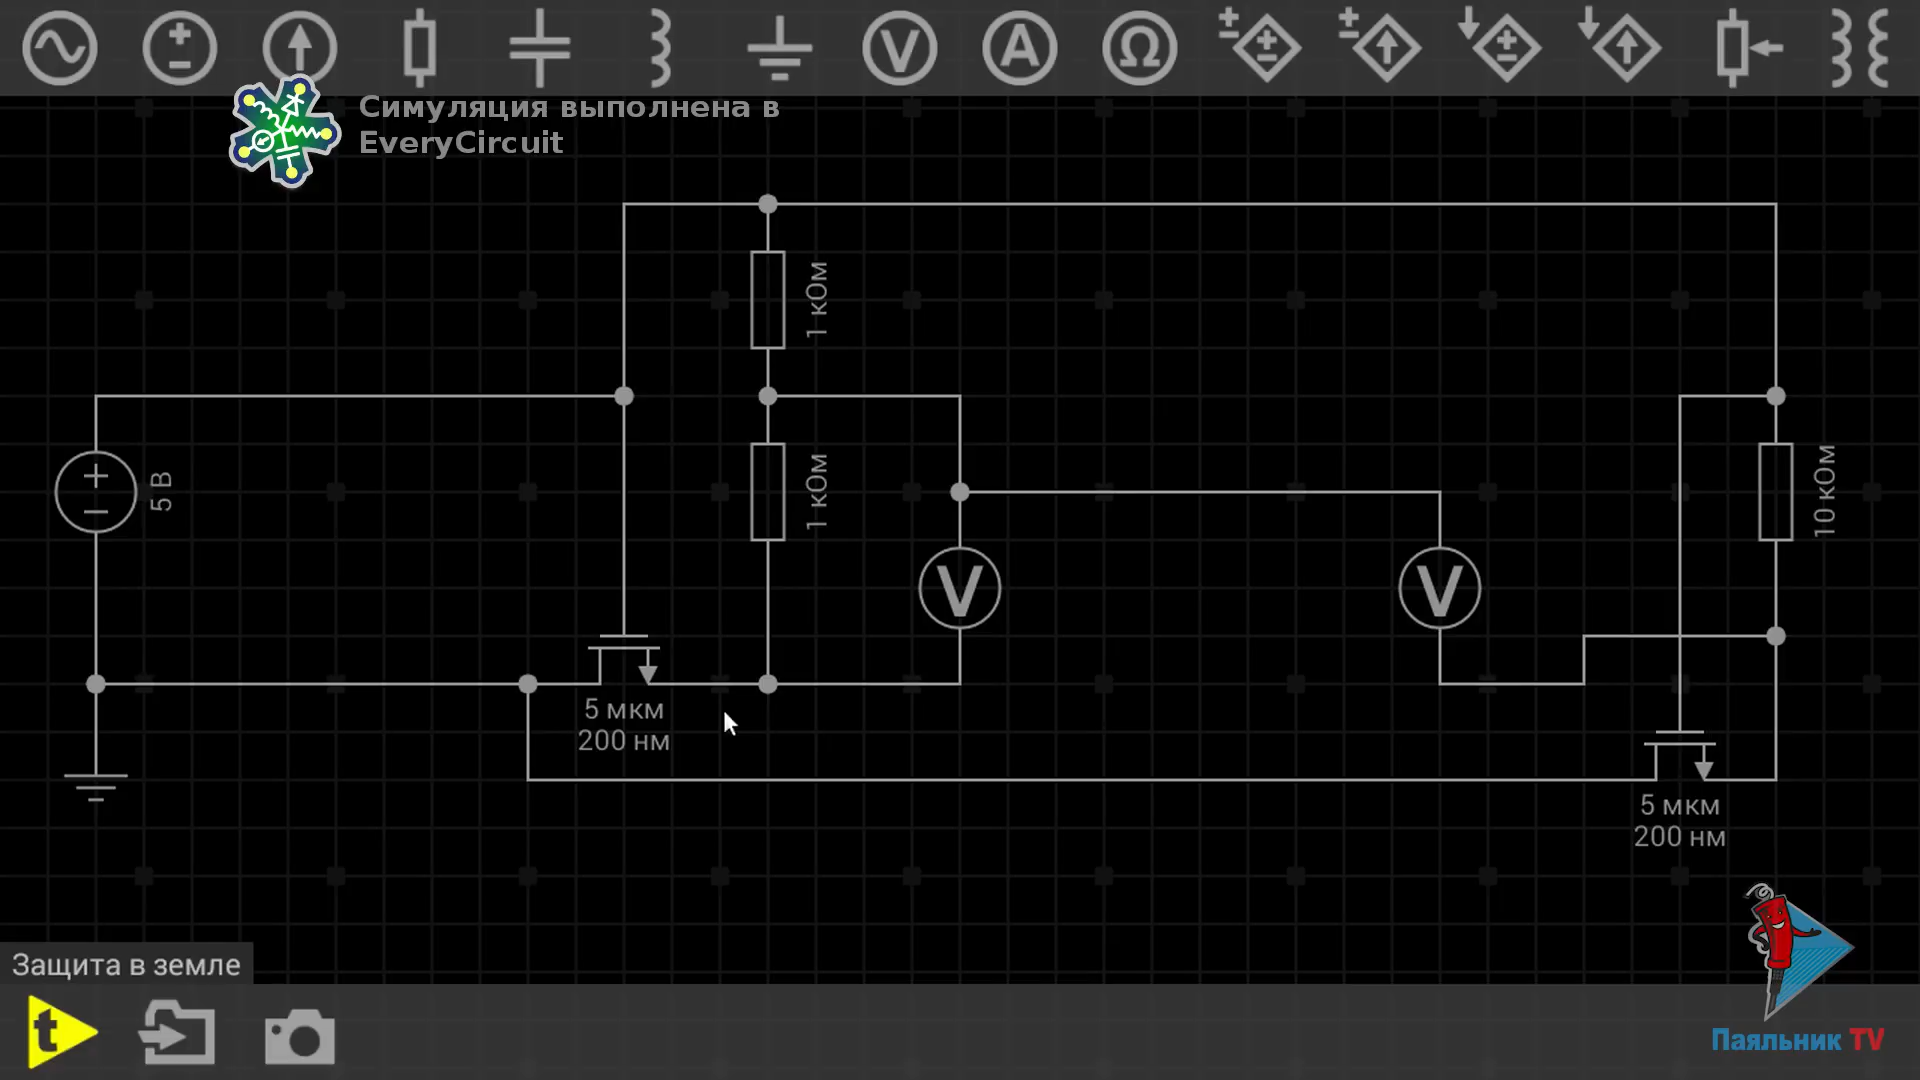 V
A
Ω
Симуляция выполнена в
EveryCircuit
1 кОм
5 В
1 кОм
10 кОм
V
V
5 мкм
200 нм
5 мкм
200 нм
Защита в земле
t
Паяльник TV